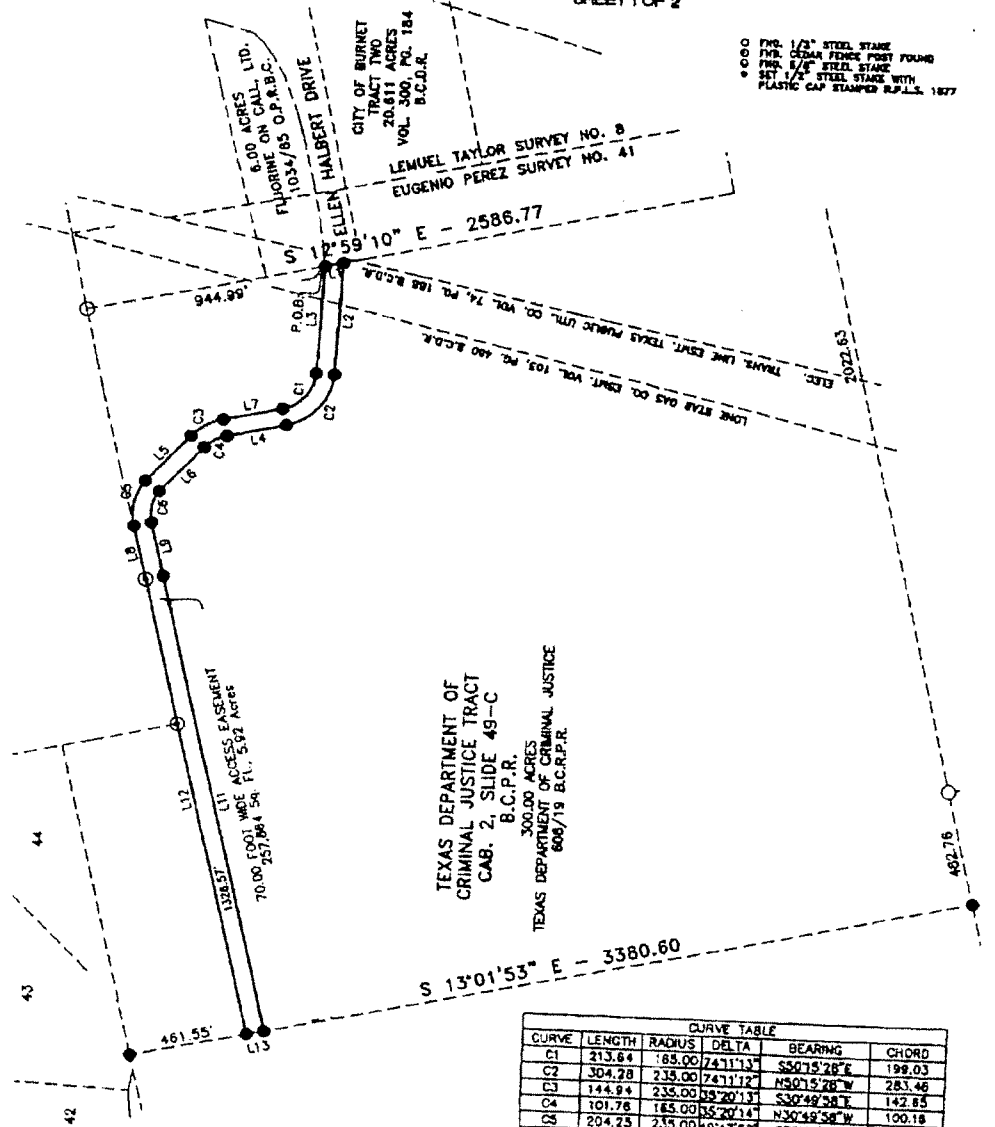 SHEET 1 OF 2
FND. 1/2" STEEL STAKE
FND. CEDAR FENCE POST FOUND
FND. 5/8" STEEL STAKE
SET 1/2" STEEL STAKE WITH
PLASTIC CAP STAMPED R.P.L.S. 1877
6.00 ACRES
FLUORINE ON CALL, LTD.
1034/85 O.P.R.B.C.
ELLEN HALBERT DRIVE
CITY OF BURNET
TRACT TWO
20.611 ACRES
VOL. 300, PG. 184
B.C.D.R.
LEMUEL TAYLOR SURVEY NO. 8
EUGENIO PEREZ SURVEY NO. 41
S 12°59'10" E - 2586.77
944.99'
P.O.B.
L3
L2
ELEC. TRANS. LINE ESMT. TEXAS PUBLIC UTIL. CO. VOL. 74, PG. 188 B.C.D.R.
LONE STAR GAS CO. ESMT. VOL. 103, PG. 480 B.C.D.R.
2022.63
C1
C2
L7
C3
L4
C4
L5
L6
C5
C6
L8
L9
70.00 FOOT WIDE ACCESS EASEMENT
257,884 Sq. Ft., 5.92 Acres
L11
L12
1328.57'
44
43
42
TEXAS DEPARTMENT OF
CRIMINAL JUSTICE TRACT
CAB. 2, SLIDE 49-C
B.C.P.R.
300.00 ACRES
TEXAS DEPARTMENT OF CRIMINAL JUSTICE
608/19 B.C.R.P.R.
462.76
S 13°01'53" E - 3380.60
461.55'
L13
CURVE TABLE
CURVE LENGTH RADIUS DELTA BEARING CHORD
C1 213.64 165.00 74°11'13" S50°15'28"E 199.03
C2 304.28 235.00 74°11'12" N50°15'28"W 283.46
C3 144.94 235.00 35°20'13" S30°49'58"E 142.65
C4 101.76 165.00 35°20'14" N30°49'58"W 100.16
C5 204.25 235.00